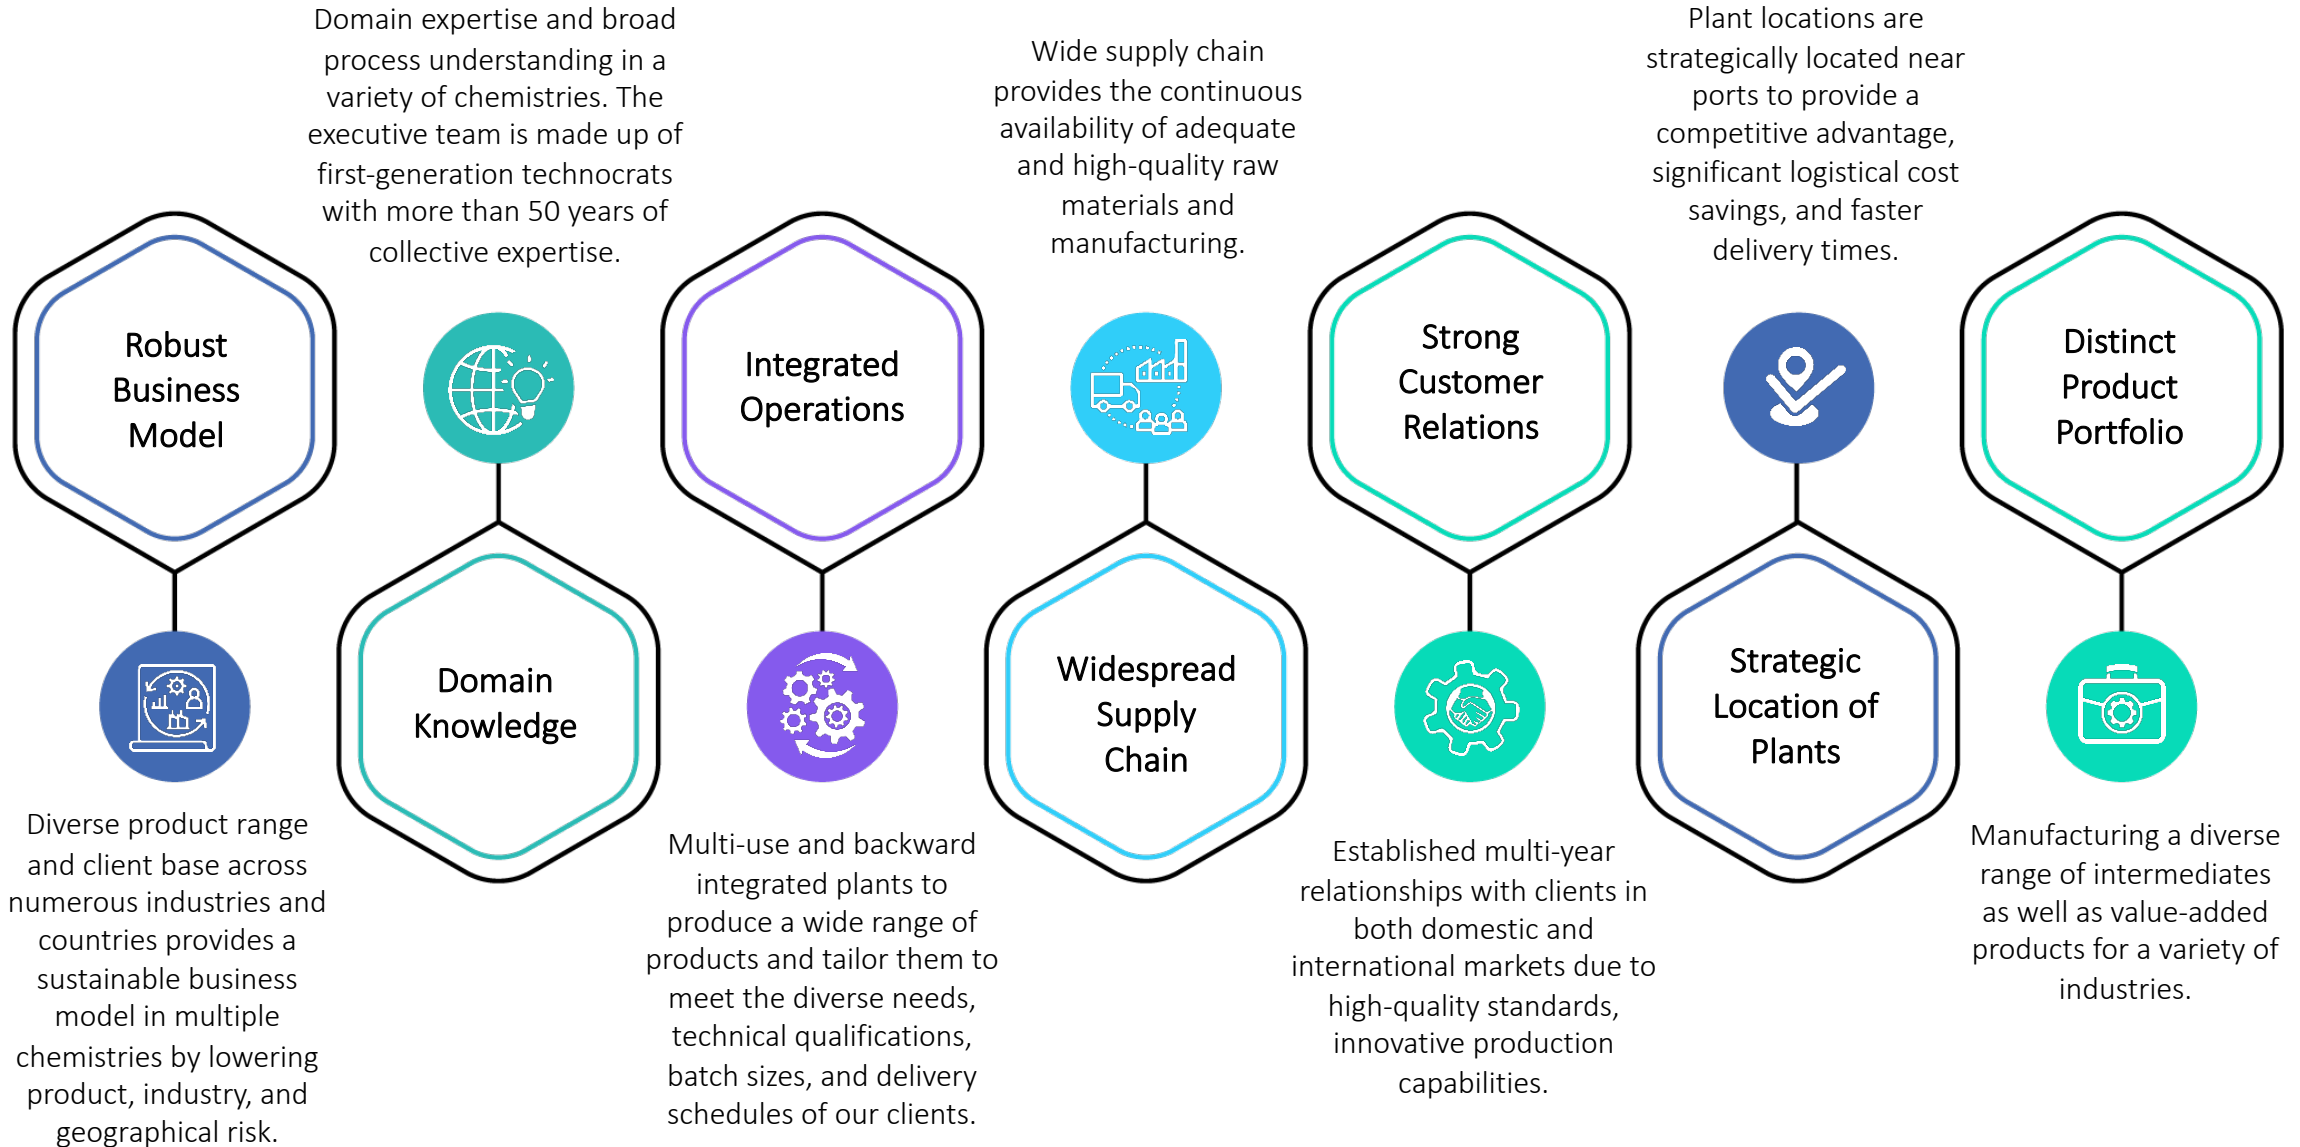 Robust
Business
Model
Diverse product range
and client base across
numerous industries and
countries provides a
sustainable business
model in multiple
chemistries by lowering
product, industry, and
geographical risk.
Domain expertise and broad
process understanding in a
variety of chemistries. The
executive team is made up of
first-generation technocrats
with more than 50 years of
collective expertise.
Domain
Knowledge
Integrated
Operations
Multi-use and backward
integrated plants to
produce a wide range of
products and tailor them to
meet the diverse needs,
technical qualifications,
batch sizes, and delivery
schedules of our clients.
Wide supply chain
provides the continuous
availability of adequate
and high-quality raw
materials and
manufacturing.
Widespread
Supply
Chain
Strong
Customer
Relations
Established multi-year
relationships with clients in
both domestic and
international markets due to
high-quality standards,
innovative production
capabilities.
Plant locations are
strategically located near
ports to provide a
competitive advantage,
significant logistical cost
savings, and faster
delivery times.
Strategic
Location of
Plants
Distinct
Product
Portfolio
Manufacturing a diverse
range of intermediates
as well as value-added
products for a variety of
industries.